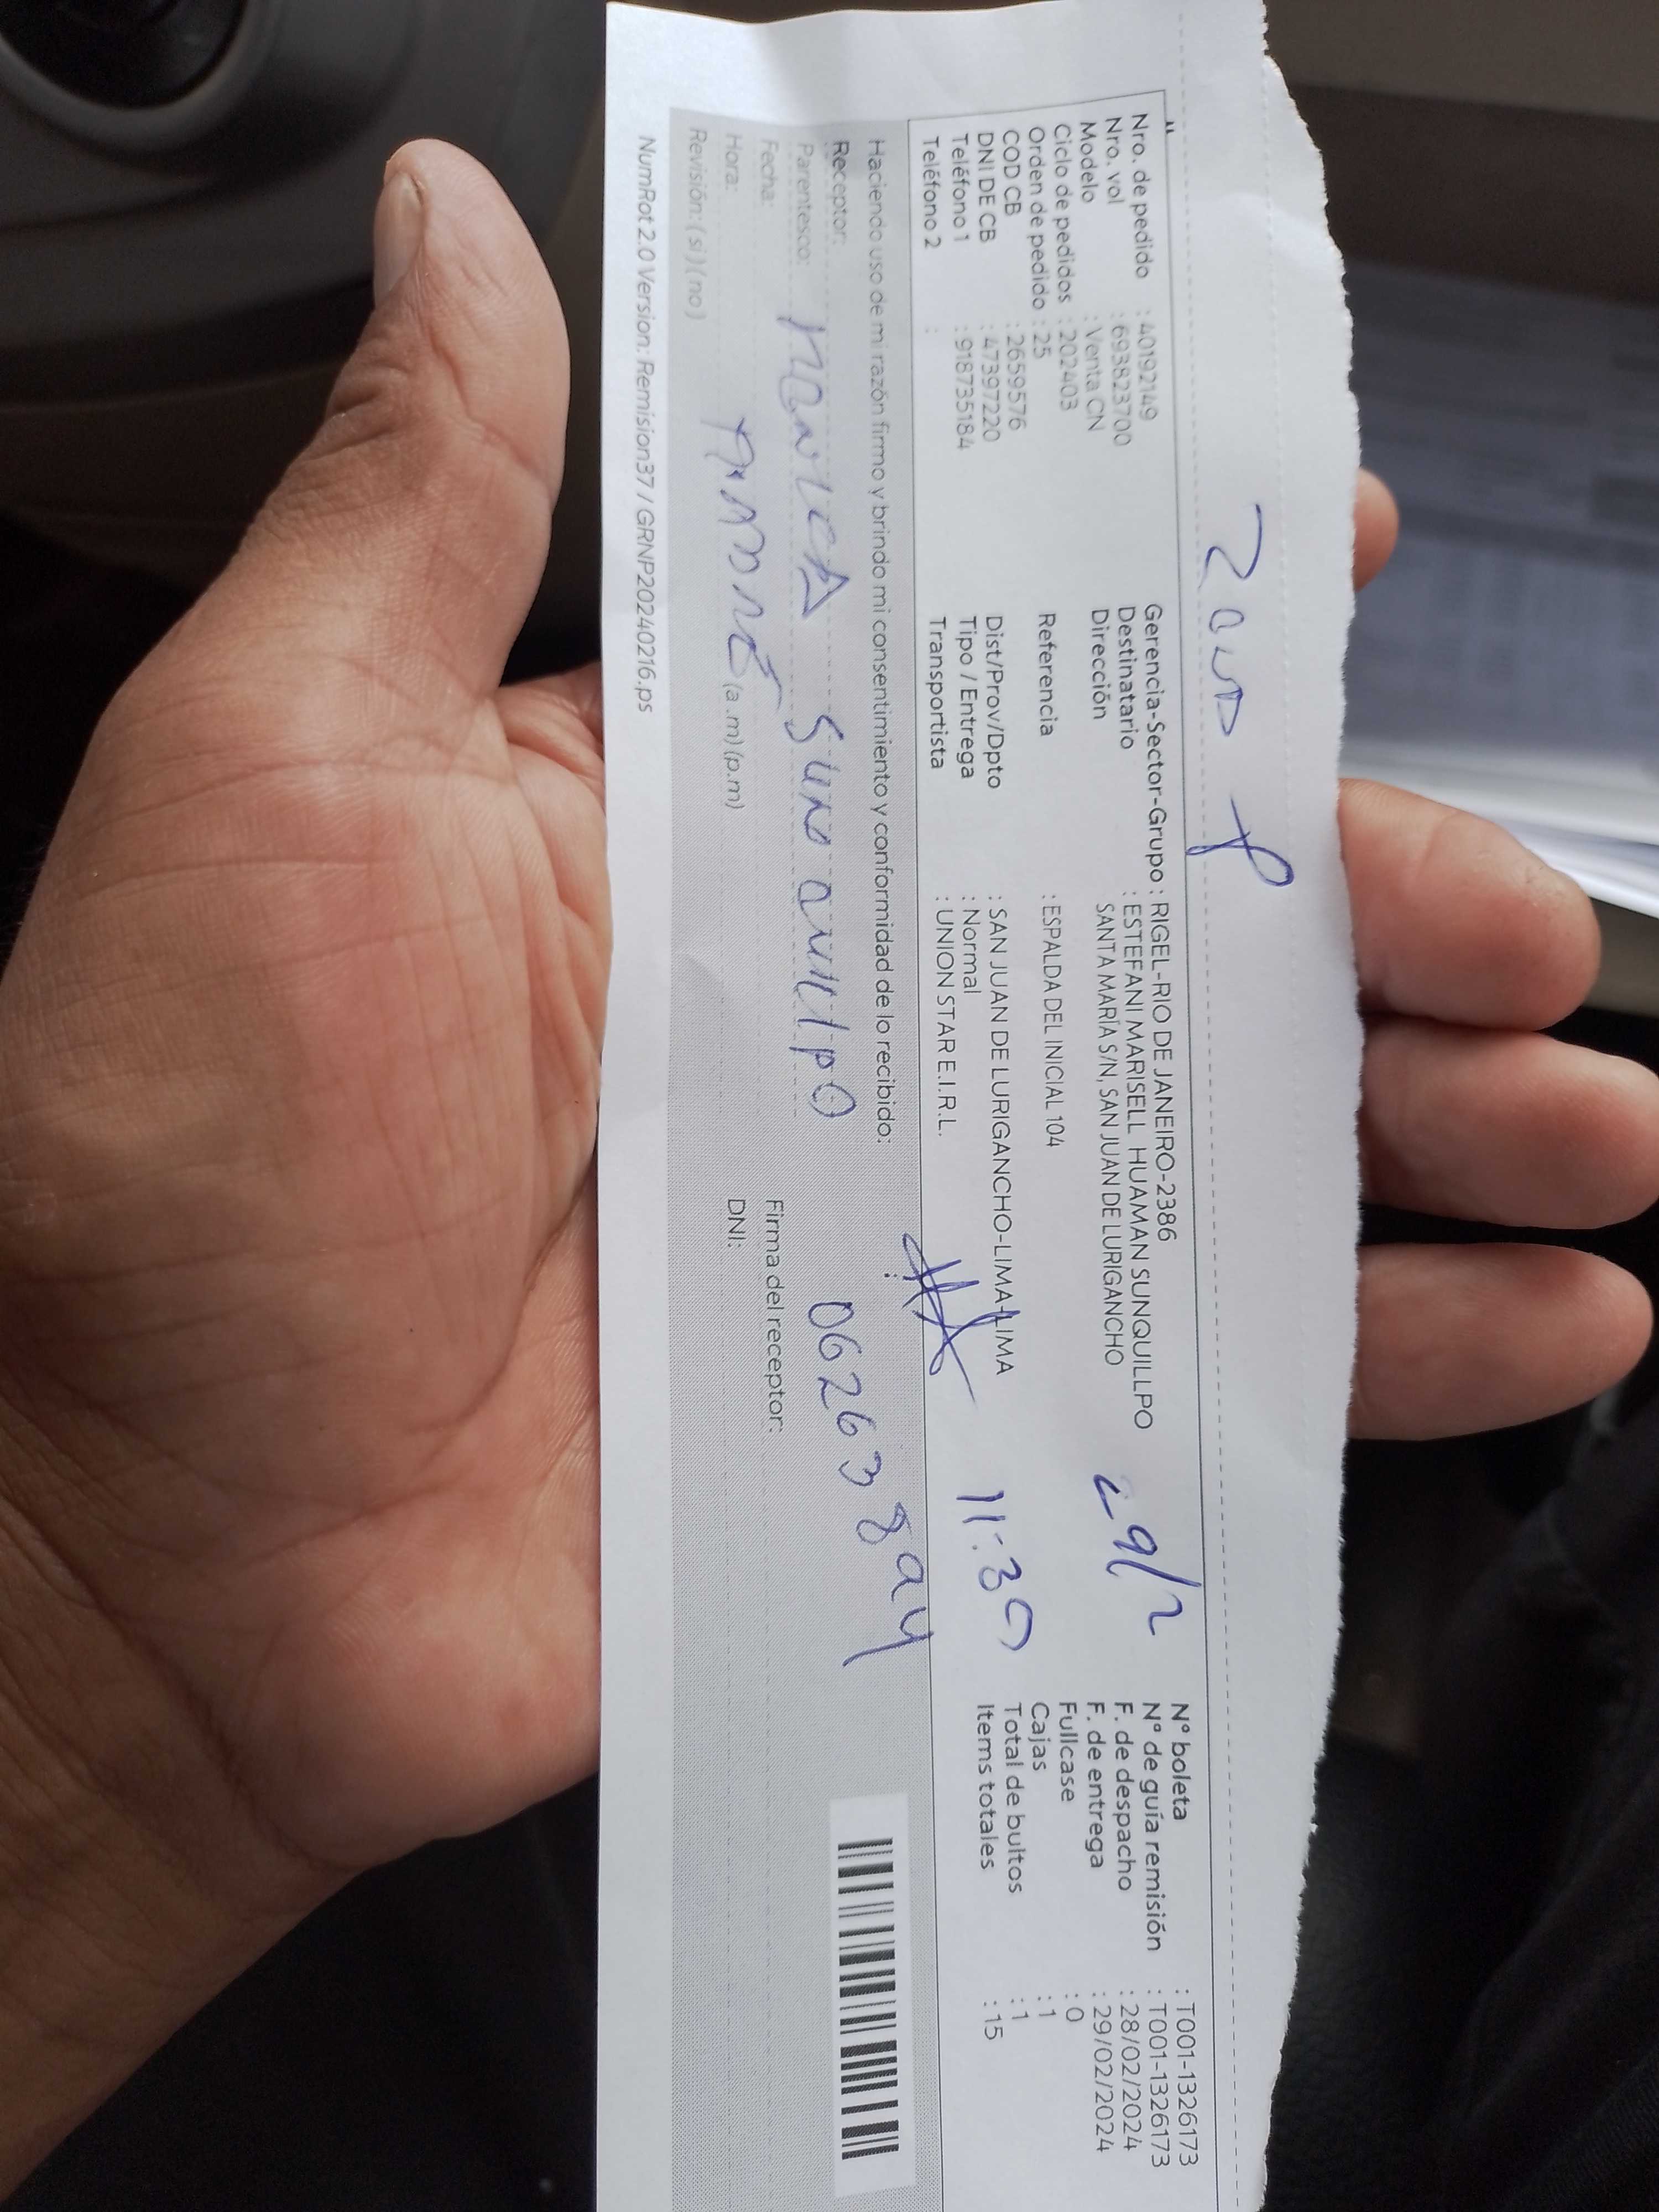 2 aun P
Nro. de pedido : 40192149
Nro. vol : 693823700
Modelo : Venta CN
Ciclo de pedidos : 202403
Orden de pedido : 25
COD CB : 2659576
DNI DE CB : 47397220
Teléfono 1 : 918735184
Teléfono 2 :
Gerencia-Sector-Grupo : RIGEL-RIO DE JANEIRO-2386
Destinatario : ESTEFANI MARISELL HUAMAN SUNQUILLPO
Dirección SANTA MARÍA S/N, SAN JUAN DE LURIGANCHO
Referencia : ESPALDA DEL INICIAL 104
Dist/Prov/Dpto : SAN JUAN DE LURIGANCHO-LIMA-LIMA
Tipo / Entrega : Normal
Transportista : UNION STAR E.I.R.L.
29/2
11:30
N° boleta : T001-1326173
N° de guía remisión : T001-1326173
F. de despacho : 28/02/2024
F. de entrega : 29/02/2024
Fullcase : 0
Cajas : 1
Total de bultos : 1
Items totales : 15
Haciendo uso de mi razón firmo y brindo mi consentimiento y conformidad de lo recibido:
Receptor:
Parentesco:
Fecha:
Hora: (a .m) (p.m)
Revisión: ( si ) ( no )
06263894
Firma del receptor:
DNI:
NumRot 2.0 Version: Remision37 / GRNP20240216.ps